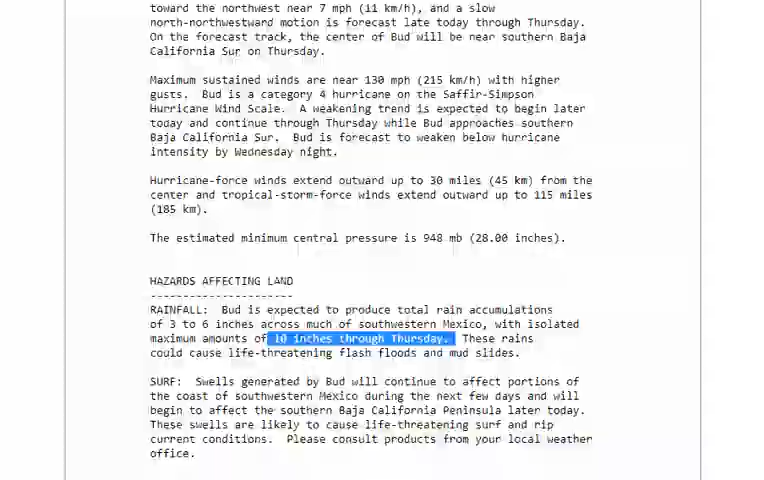 toward the northwest near 7 mph (11 km/h), and a slow
north-northwestward motion is forecast late today through Thursday.
On the forecast track, the center of Bud will be near southern Baja
California Sur on Thursday.
Maximum sustained winds are near 130 mph (215 km/h) with higher
gusts. Bud is a category 4 hurricane on the Saffir-Simpson
Hurricane Wind Scale. A weakening trend is expected to begin later
today and continue through Thursday while Bud approaches southern
Baja California Sur. Bud is forecast to weaken below hurricane
intensity by Wednesday night.
Hurricane-force winds extend outward up to 30 miles (45 km) from the
center and tropical-storm-force winds extend outward up to 115 miles
(185 km).
The estimated minimum central pressure is 948 mb (28.00 inches).
HAZARDS AFFECTING LAND
----------------------
RAINFALL: Bud is expected to produce total rain accumulations
of 3 to 6 inches across much of southwestern Mexico, with isolated
maximum amounts of 10 inches through Thursday. These rains
could cause life-threatening flash floods and mud slides.
SURF: Swells generated by Bud will continue to affect portions of
the coast of southwestern Mexico during the next few days and will
begin to affect the southern Baja California Peninsula later today.
These swells are likely to cause life-threatening surf and rip
current conditions. Please consult products from your local weather
office.